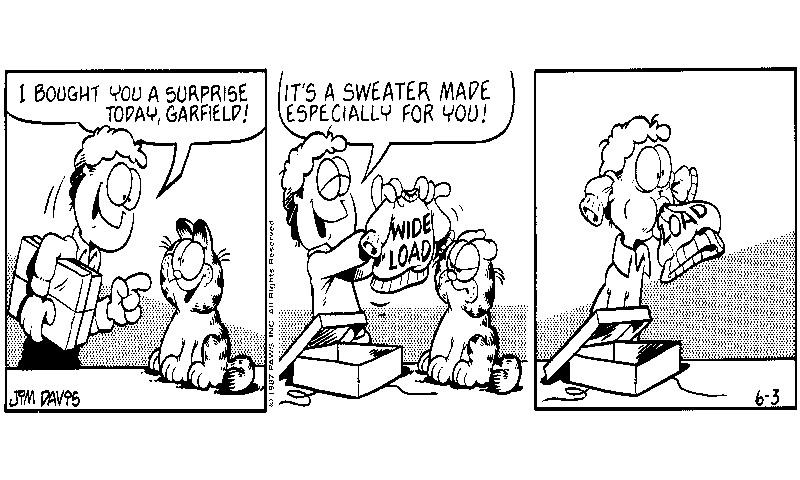 I BOUGHT YOU A SURPRISE
TODAY, GARFIELD!
JIM DAVIS
© 1987 PAWS, INC. All Rights Reserved.
IT'S A SWEATER MADE
ESPECIALLY FOR YOU!
WIDE
LOAD
LOAD
6-3